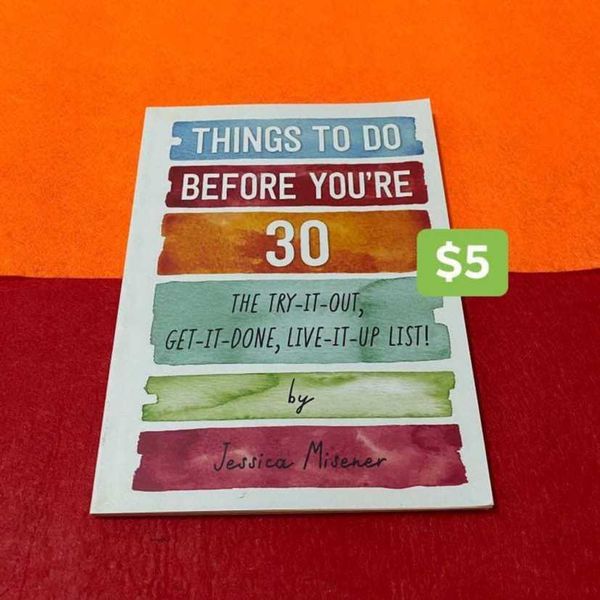 THINGS TO DO
BEFORE YOU'RE
30
$5
THE TRY-IT-OUT,
GET-IT-DONE, LIVE-IT-UP LIST!
by
Jessica Misener